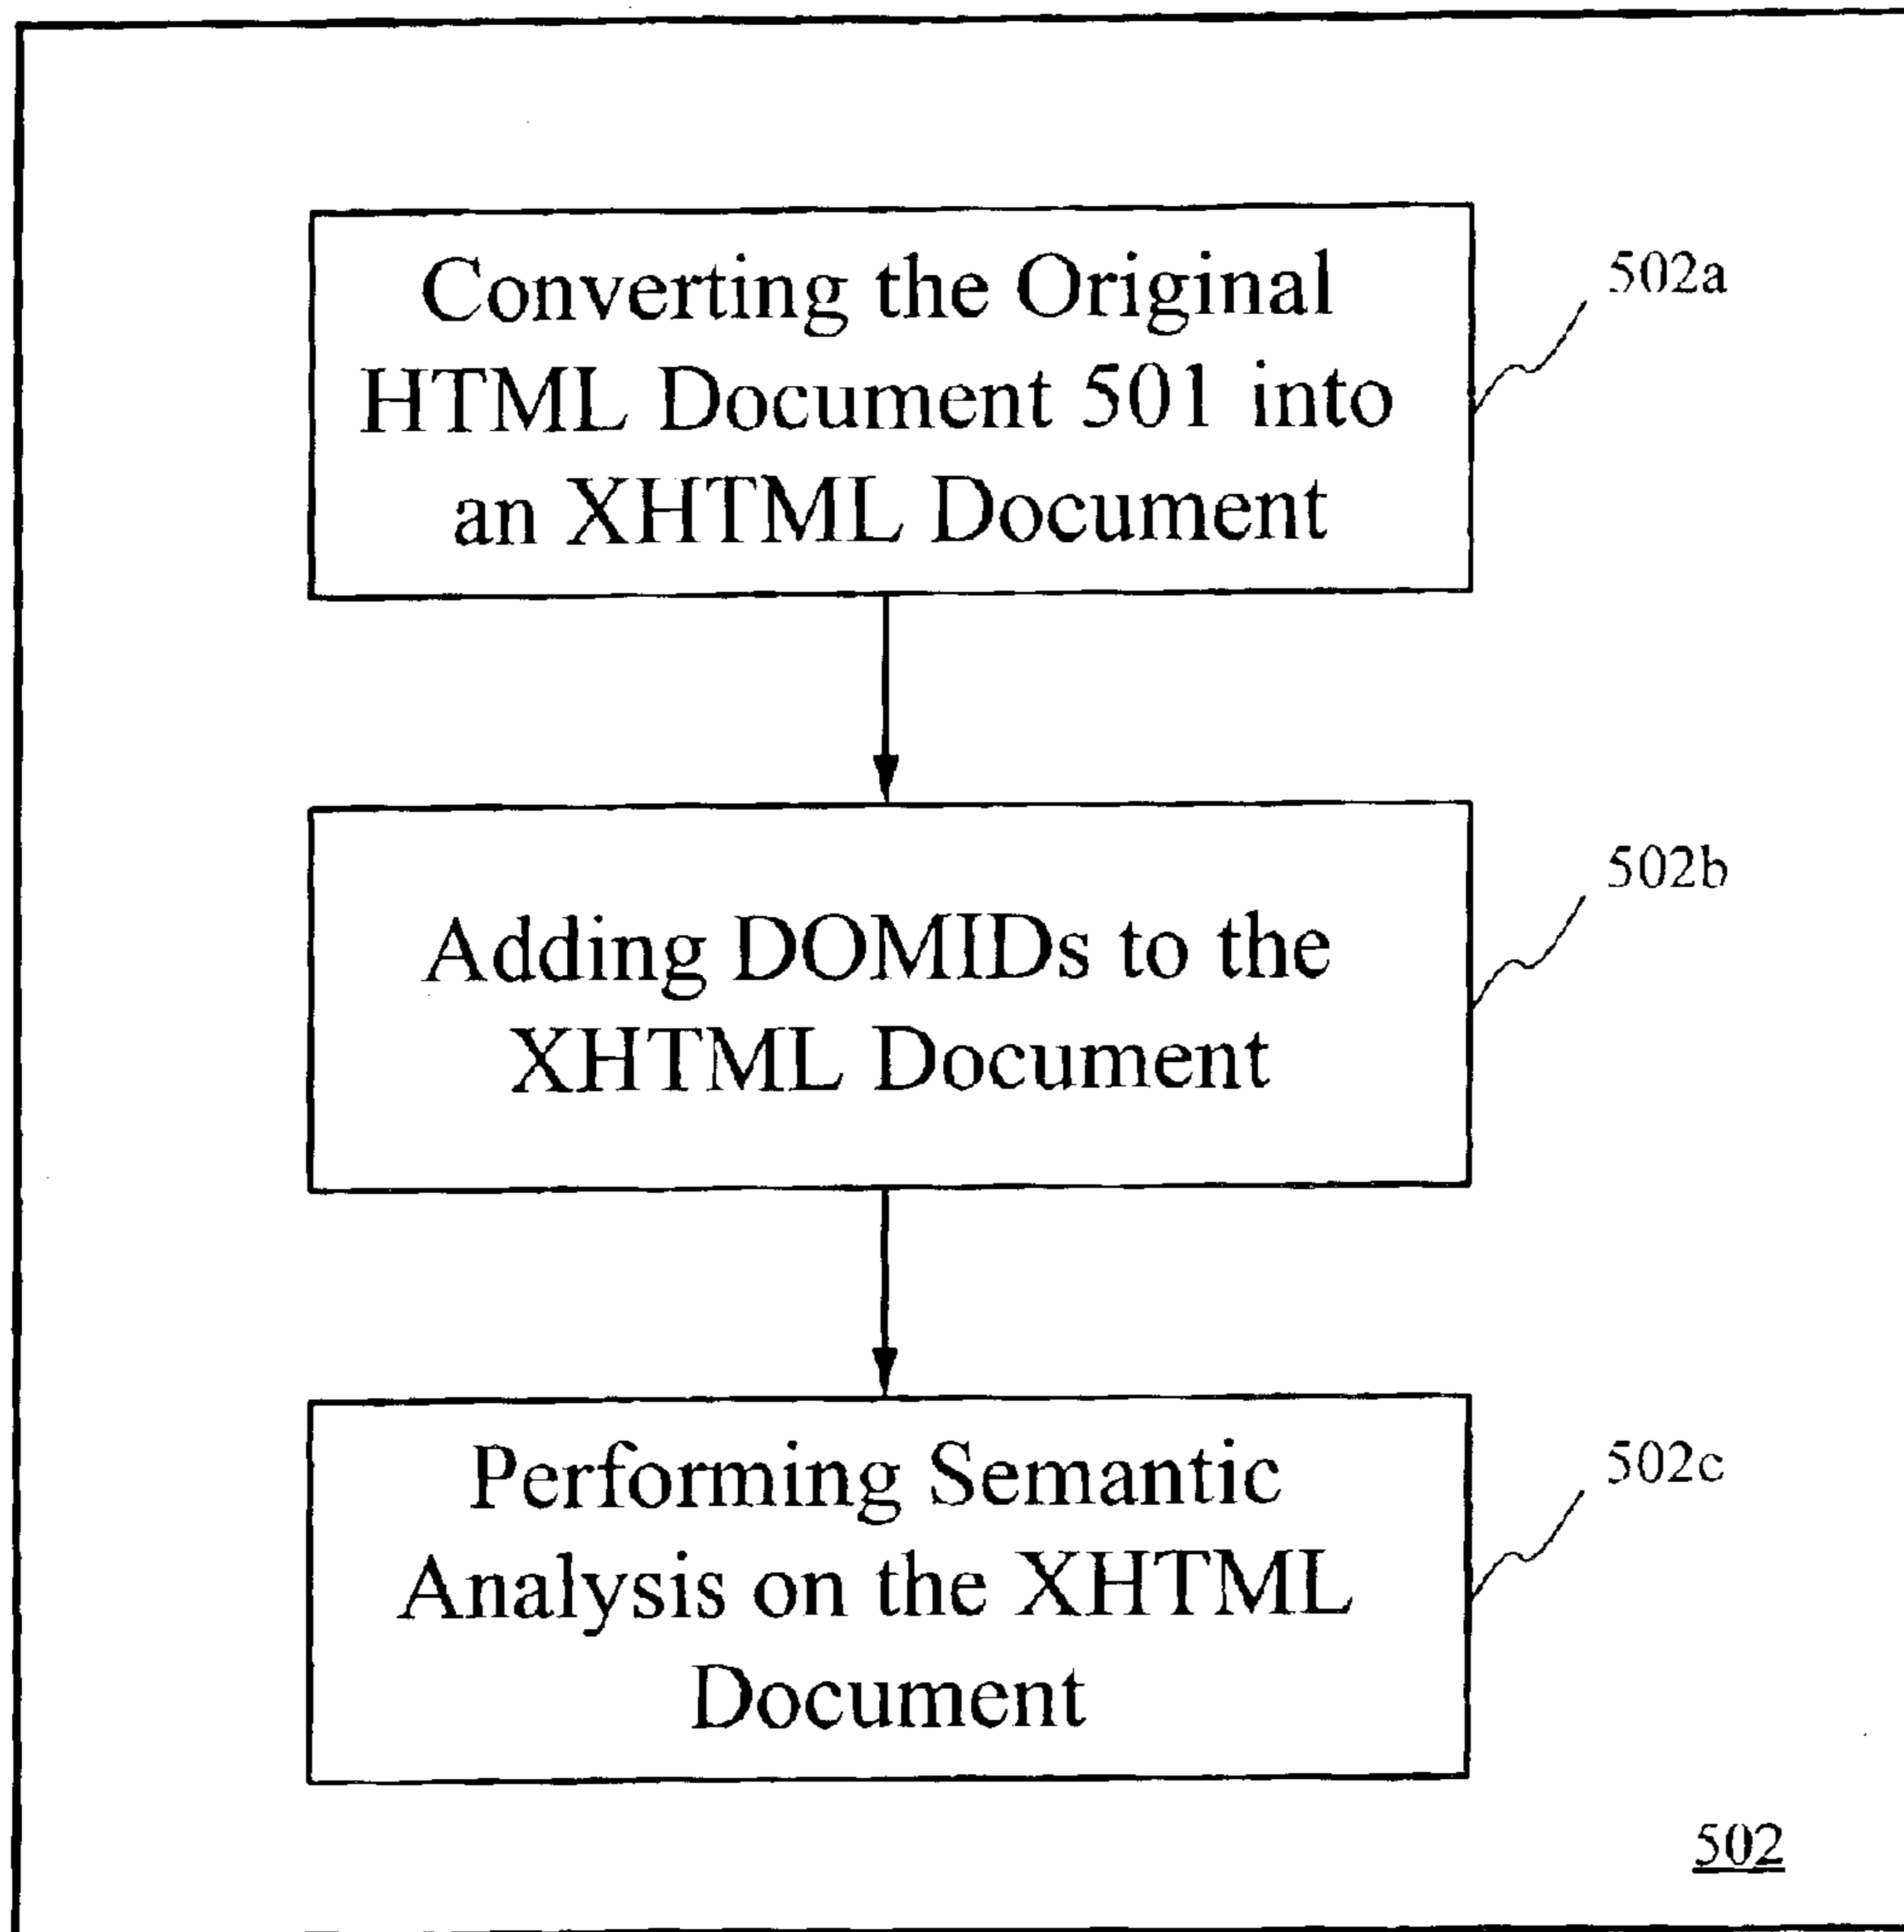 Converting the Original
HTML Document 501 into
an XHTML Document
502a
Adding DOMIDs to the
XHTML Document
502b
Performing Semantic
Analysis on the XHTML
Document
502c
502